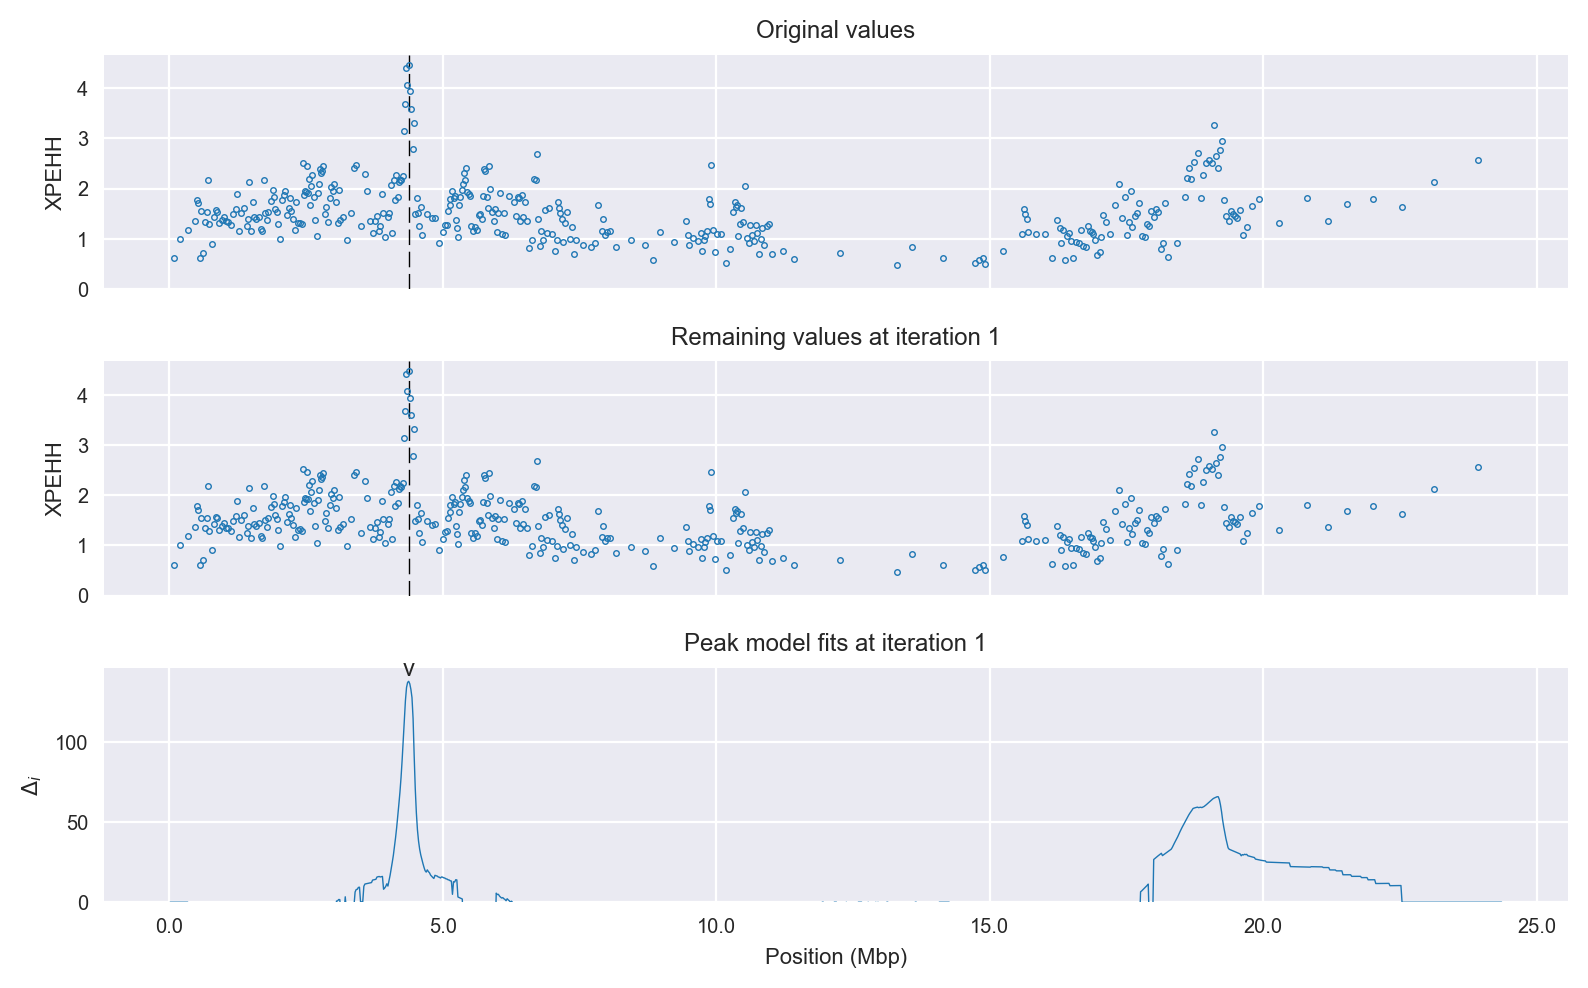 Original values
4
3
2
1
0
XPEHH
Remaining values at iteration 1
4
3
2
1
0
XPEHH
Peak model fits at iteration 1
v
100
50
0
Δi
0.0 5.0 10.0 15.0 20.0 25.0
Position (Mbp)